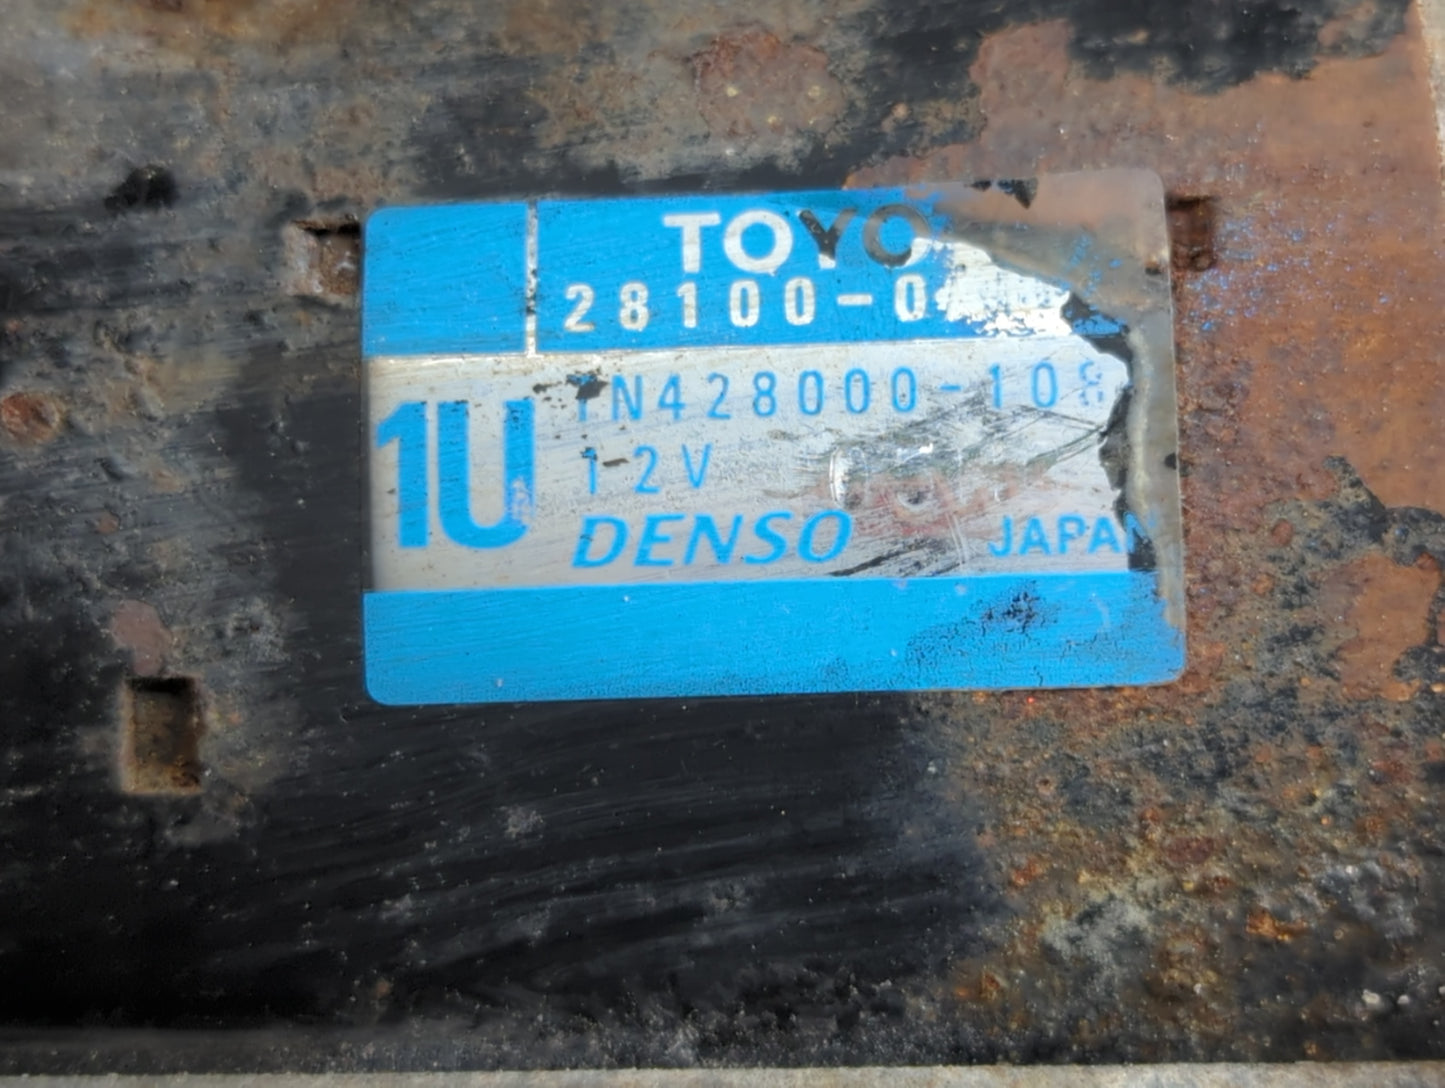 TOYO
28100-0
1U
TN428000-108
12V
DENSO JAPAN